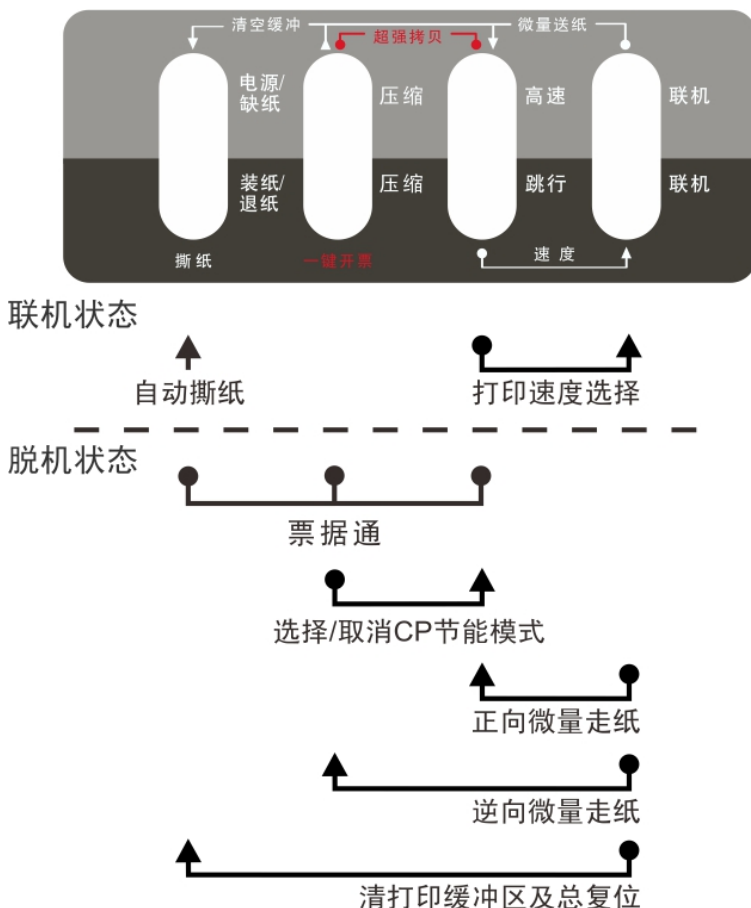 清空缓冲 微量送纸
超强拷贝
电源/ 压缩 高速 联机
缺纸
装纸/ 压缩 跳行 联机
退纸
撕纸 一键开票 速度
联机状态
自动撕纸 打印速度选择
脱机状态
票据通
选择/取消CP节能模式
正向微量走纸
逆向微量走纸
清打印缓冲区及总复位